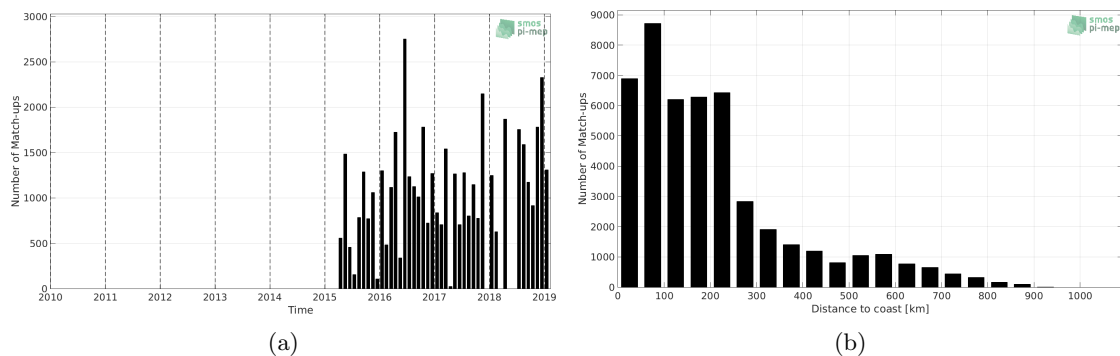 smos
pi-mep
3000
2500
2000
1500
1000
500
0
Number of Match-ups
2010 2011 2012 2013 2014 2015 2016 2017 2018 2019
Time
(a)
smos
pi-mep
9000
8000
7000
6000
5000
4000
3000
2000
1000
0
Number of Match-ups
0 100 200 300 400 500 600 700 800 900 1000
Distance to coast [km]
(b)